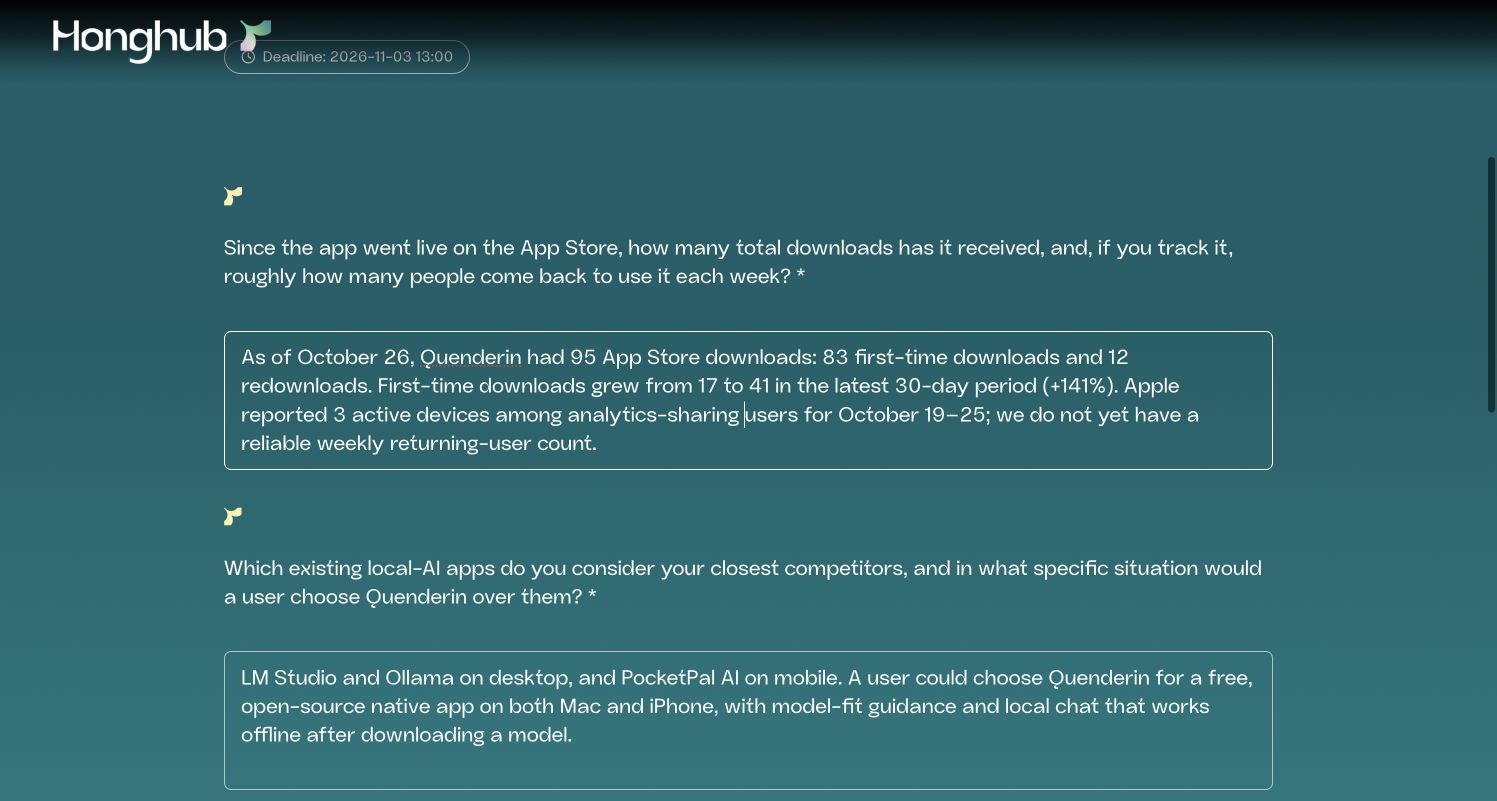 Honghub
Deadline: 2026-11-03 13:00
Since the app went live on the App Store, how many total downloads has it received, and, if you track it,
roughly how many people come back to use it each week? *
As of October 26, Quenderin had 95 App Store downloads: 83 first-time downloads and 12
redownloads. First-time downloads grew from 17 to 41 in the latest 30-day period (+141%). Apple
reported 3 active devices among analytics-sharing users for October 19–25; we do not yet have a
reliable weekly returning-user count.
Which existing local-AI apps do you consider your closest competitors, and in what specific situation would
a user choose Quenderin over them? *
LM Studio and Ollama on desktop, and PocketPal AI on mobile. A user could choose Quenderin for a free,
open-source native app on both Mac and iPhone, with model-fit guidance and local chat that works
offline after downloading a model.